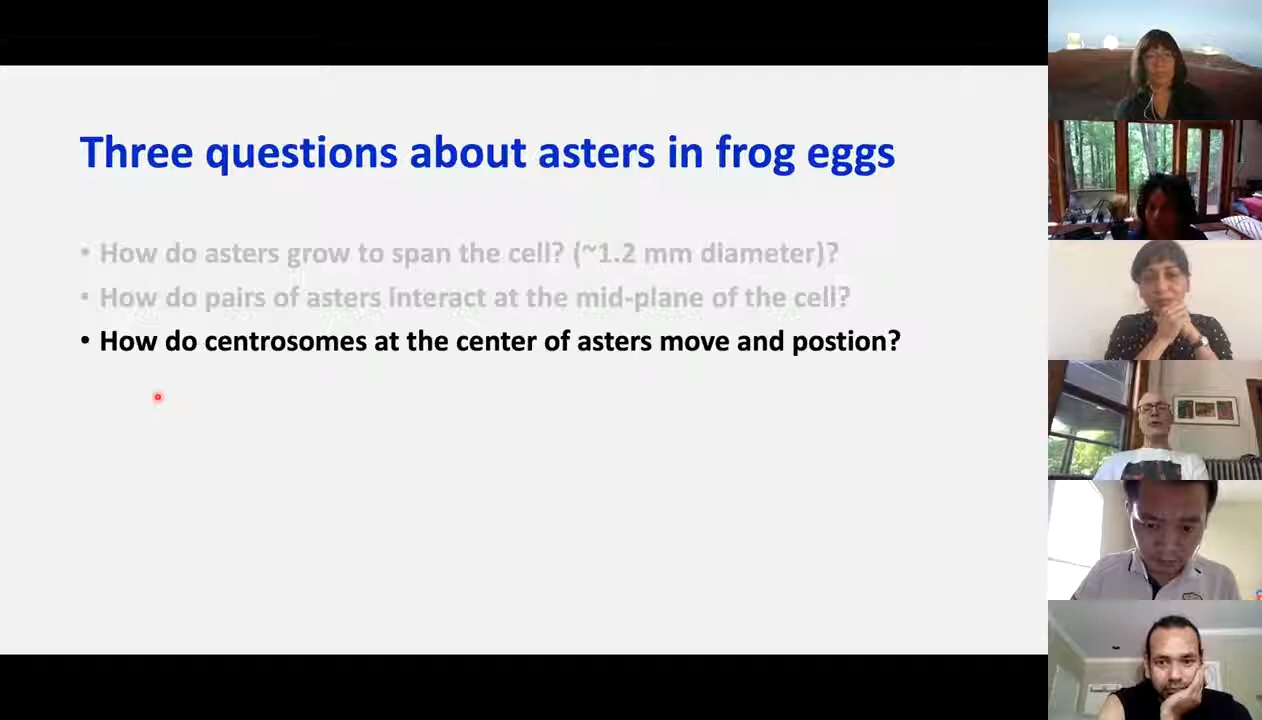 Three questions about asters in frog eggs
• How do asters grow to span the cell? (~1.2 mm diameter)?
• How do pairs of asters interact at the mid-plane of the cell?
• How do centrosomes at the center of asters move and postion?